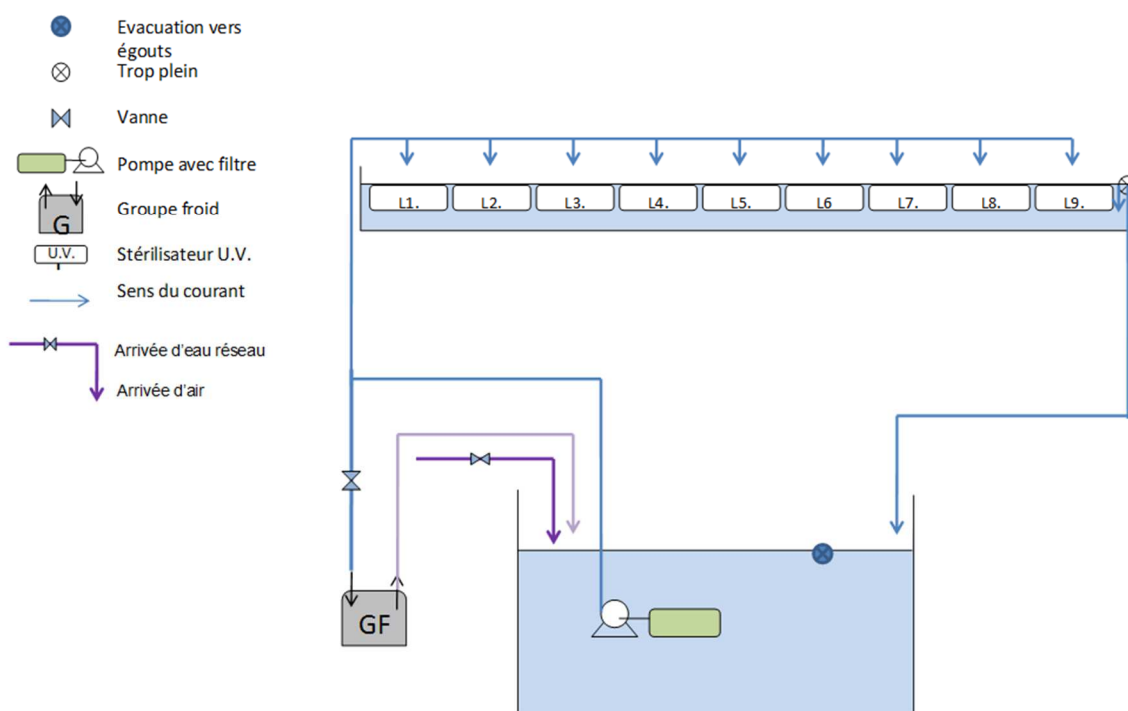 Evacuation vers
égouts
Trop plein
Vanne
Pompe avec filtre
G
Groupe froid
U.V.
Stérilisateur U.V.
Sens du courant
Arrivée d'eau réseau
Arrivée d'air
L1. L2. L3. L4. L5. L6 L7. L8. L9.
GF